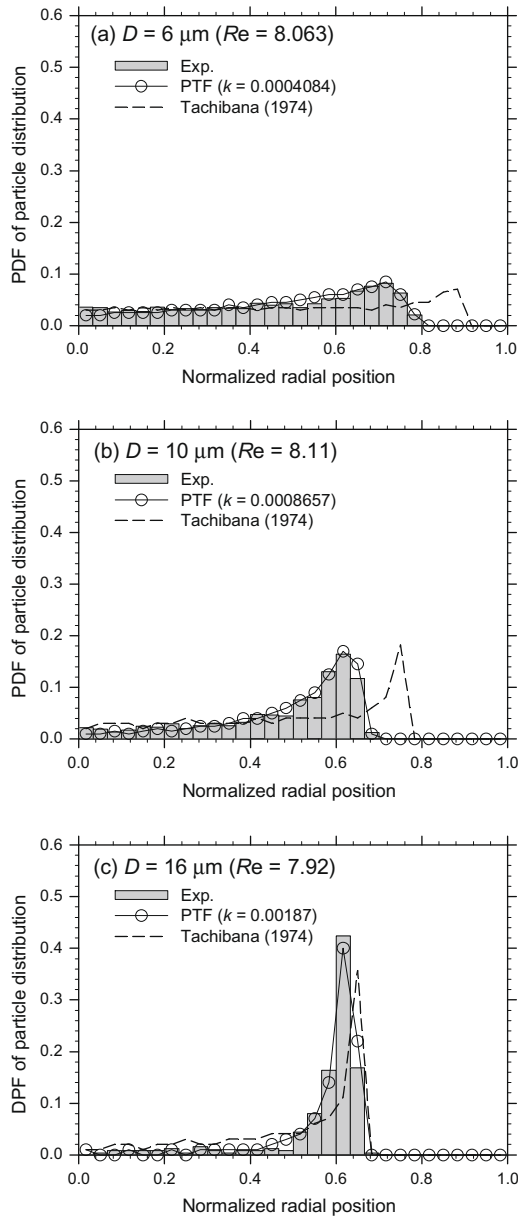 (a) D = 6 μm (Re = 8.063)
Exp.
PTF (k = 0.0004084)
Tachibana (1974)
PDF of particle distribution
0.6
0.5
0.4
0.3
0.2
0.1
0.0
0.0 0.2 0.4 0.6 0.8 1.0
Normalized radial position
(b) D = 10 μm (Re = 8.11)
Exp.
PTF (k = 0.0008657)
Tachibana (1974)
PDF of particle distribution
0.6
0.5
0.4
0.3
0.2
0.1
0.0
0.0 0.2 0.4 0.6 0.8 1.0
Normalized radial position
(c) D = 16 μm (Re = 7.92)
Exp.
PTF (k = 0.00187)
Tachibana (1974)
DPF of particle distribution
0.6
0.5
0.4
0.3
0.2
0.1
0.0
0.0 0.2 0.4 0.6 0.8 1.0
Normalized radial position